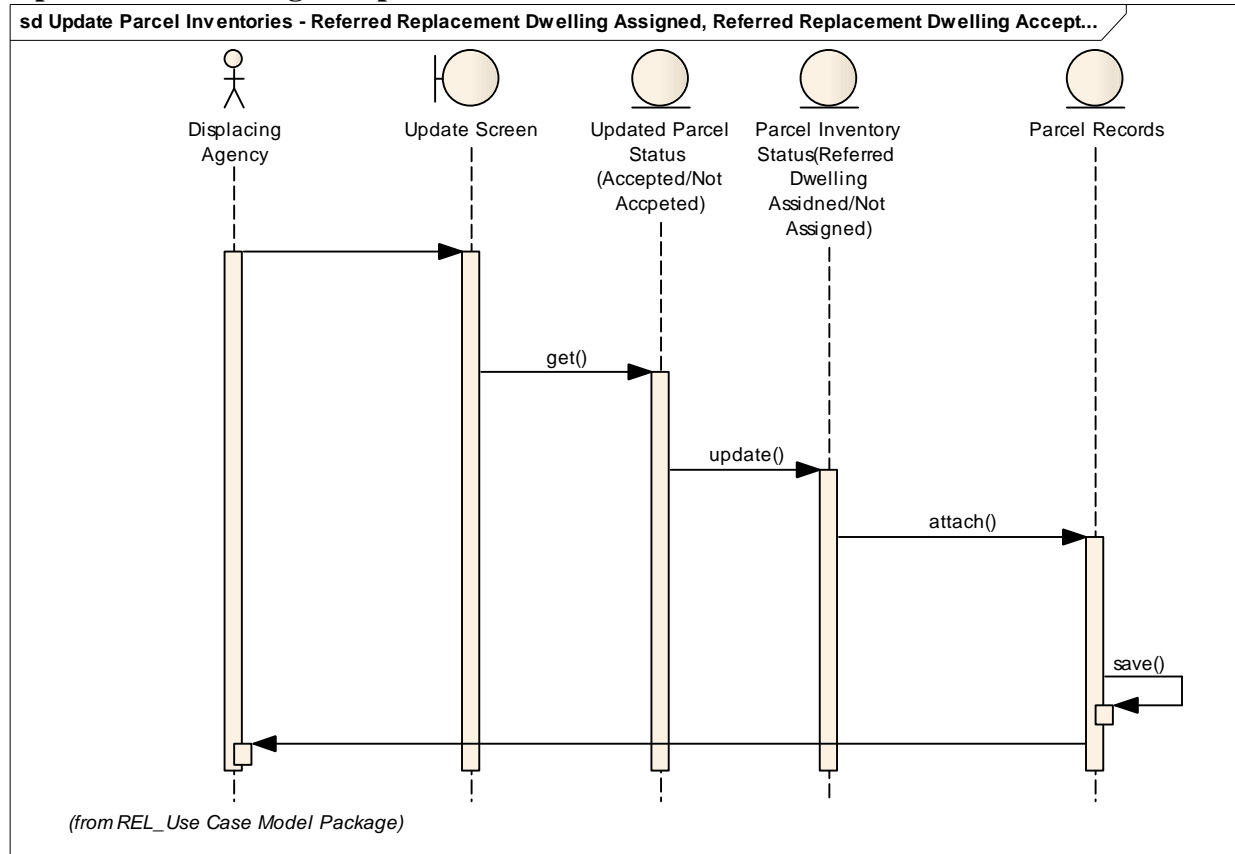 sd Update Parcel Inventories - Referred Replacement Dwelling Assigned, Referred Replacement Dwelling Accept...
Displacing
Agency
Update Screen
Updated Parcel
Status
(Accepted/Not
Accpeted)
Parcel Inventory
Status(Referred
Dwelling
Assidned/Not
Assigned)
Parcel Records
get()
update()
attach()
save()
(from REL_Use Case Model Package)